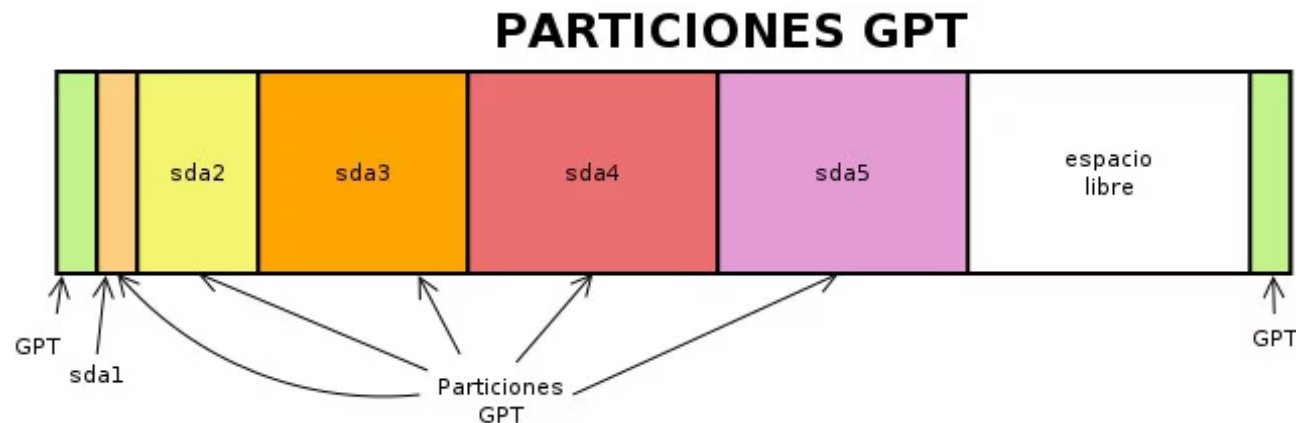 PARTICIONES GPT
sda2
sda3
sda4
sda5
espacio
libre
GPT
sda1
Particiones
GPT
GPT